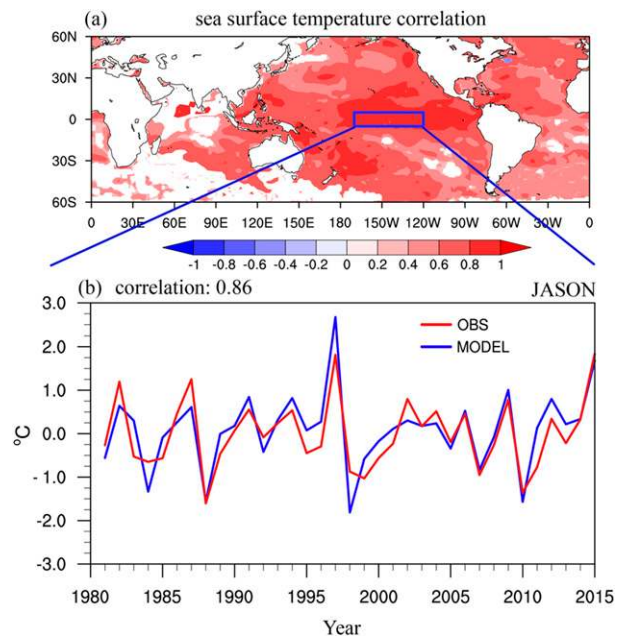 (a) sea surface temperature correlation
60N
30N
0
30S
60S
0 30E 60E 90E 120E 150E 180 150W 120W 90W 60W 30W 0
-1 -0.8 -0.6 -0.4 -0.2 0 0.2 0.4 0.6 0.8 1
(b) correlation: 0.86 JASON
3.0
OBS
MODEL
2.0
1.0
0.0
°C
-1.0
-2.0
-3.0
1980 1985 1990 1995 2000 2005 2010 2015
Year